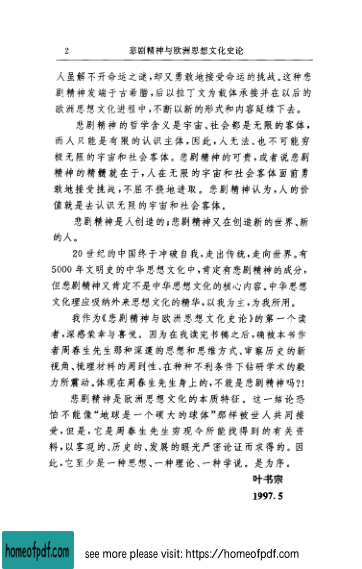 2 悲剧精神与欧洲思想文化史论
人虽解不开命运之谜,却又勇敢地接受命运的挑战。这种悲
剧精神发端于古希腊,后以拉丁文为载体承接并在以后的
欧洲思想文化进程中,不断以新的形式和内容延续下去。
悲剧精神的哲学含义是宇宙、社会都是无限的客体,
而人只能是有限的认识主体,因此,人无法、也不可能穷
极无限的宇宙和社会客体。悲剧精神的可贵,或者说悲剧
精神的精髓就在于,人在无限的宇宙和社会客体面前勇
敢地接受挑战,不屈不挠地进取。悲剧精神认为,人的价
值就是去认识无限的宇宙和社会客体。
悲剧精神是人创造的;悲剧精神又在创造新的世界、新
的人。
20世纪的中国终于冲破自我,走出传统,走向世界。有
5000年文明史的中华思想文化中,肯定有悲剧精神的成分,
但悲剧精神又肯定不是中华思想文化的核心内容。中华思想
文化理应吸纳外来思想文化的精华,以我为主,为我所用。
我作为《悲剧精神与欧洲思想文化史论》的第一个读
者,深感荣幸与喜悦。因为在我读完书稿之后,确被本书作
者周春生先生那种深邃的思想和思维方式、审察历史的新
视角、梳理材料的周到性、在种种不利条件下钻研学术的毅
力所震动。体现在周春生先生身上的,不就是悲剧精神吗?!
悲剧精神是欧洲思想文化的本质特征。这一结论恐
怕不能像“地球是一个硕大的球体”那样被世人共同接
受,但是,它是周春生先生穷现今所能找得到的有关资
料,以客观的、历史的、发展的眼光严密论证而求得的。因
此,它至少是一种思想、一种理论、一种学说。是为序。
叶书宗
1997.5
homeofpdf.com see more please visit: https://homeofpdf.com